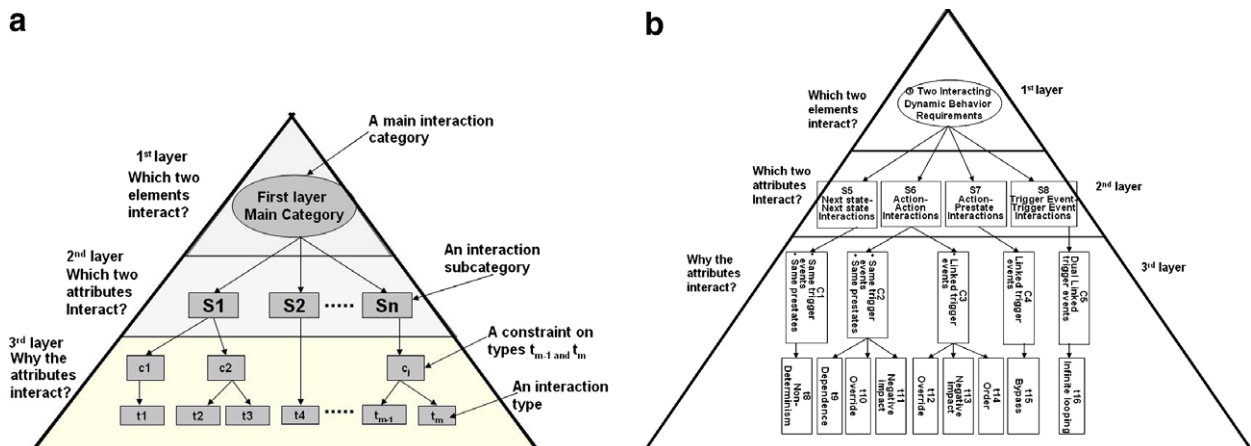 a
A main interaction
category
1st layer
Which two
elements
interact?
First layer
Main Category
2nd layer
Which two
attributes
Interact?
An interaction
subcategory
S1
S2
Sn
3rd layer
Why the
attributes
interact?
A constraint on
types tm-1 and tm
c1
c2
cj
An interaction
type
t1
t2
t3
t4
tm-1
tm
b
Which two
elements
interact?
Two Interacting
Dynamic Behavior
Requirements
1st layer
Which two
attributes
Interact?
S5
Next state-
Next state
Interactions
S6
Action-
Action
Interactions
S7
Action-
Prestate
Interactions
S8
Trigger Event-
Trigger Event
Interactions
2nd layer
Why the
attributes
interact?
3rd layer
C1
* Same trigger
events
* Same prestates
C2
* Same trigger
events
* Same prestates
C3
* Linked trigger
events
C4
Linked trigger
events
C5
Dual Linked
trigger events
t8
Non-
Determinism
t9
Dependence
t10
Override
t11
Negative
impact
t12
Override
t13
Negative
impact
t14
Order
t15
Bypass
t16
Infinite looping